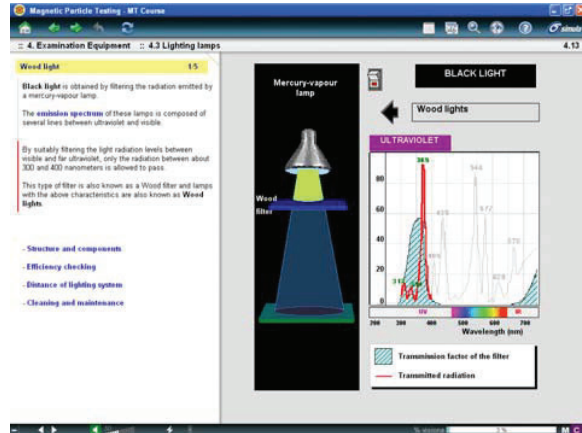 Magnetic Particle Testing - MT Course
:: 4. Examination Equipment :: 4.3 Lighting lamps
4.13
Wood light
1/5
Black light is obtained by filtering the radiation emitted by
a mercury-vapour lamp.
The emission spectrum of these lamps is composed of
several lines between ultraviolet and visible.
By suitably filtering the light radiation levels between
visible and far ultraviolet, only the radiation between about
300 and 400 nanometers is allowed to pass.
This type of filter is also known as a Wood filter and lamps
with the above characteristics are also known as Wood
lights.
- Structure and components
- Efficiency checking
- Distance of lighting system
- Cleaning and maintenance
Mercury-vapour
lamp
Wood
filter
BLACK LIGHT
Wood lights
ULTRAVIOLET
365
80
60
40
20
0
UV
IR
200 300 400 500 600 700
Wavelength (nm)
Transmission factor of the filter
Transmitted radiation
M C